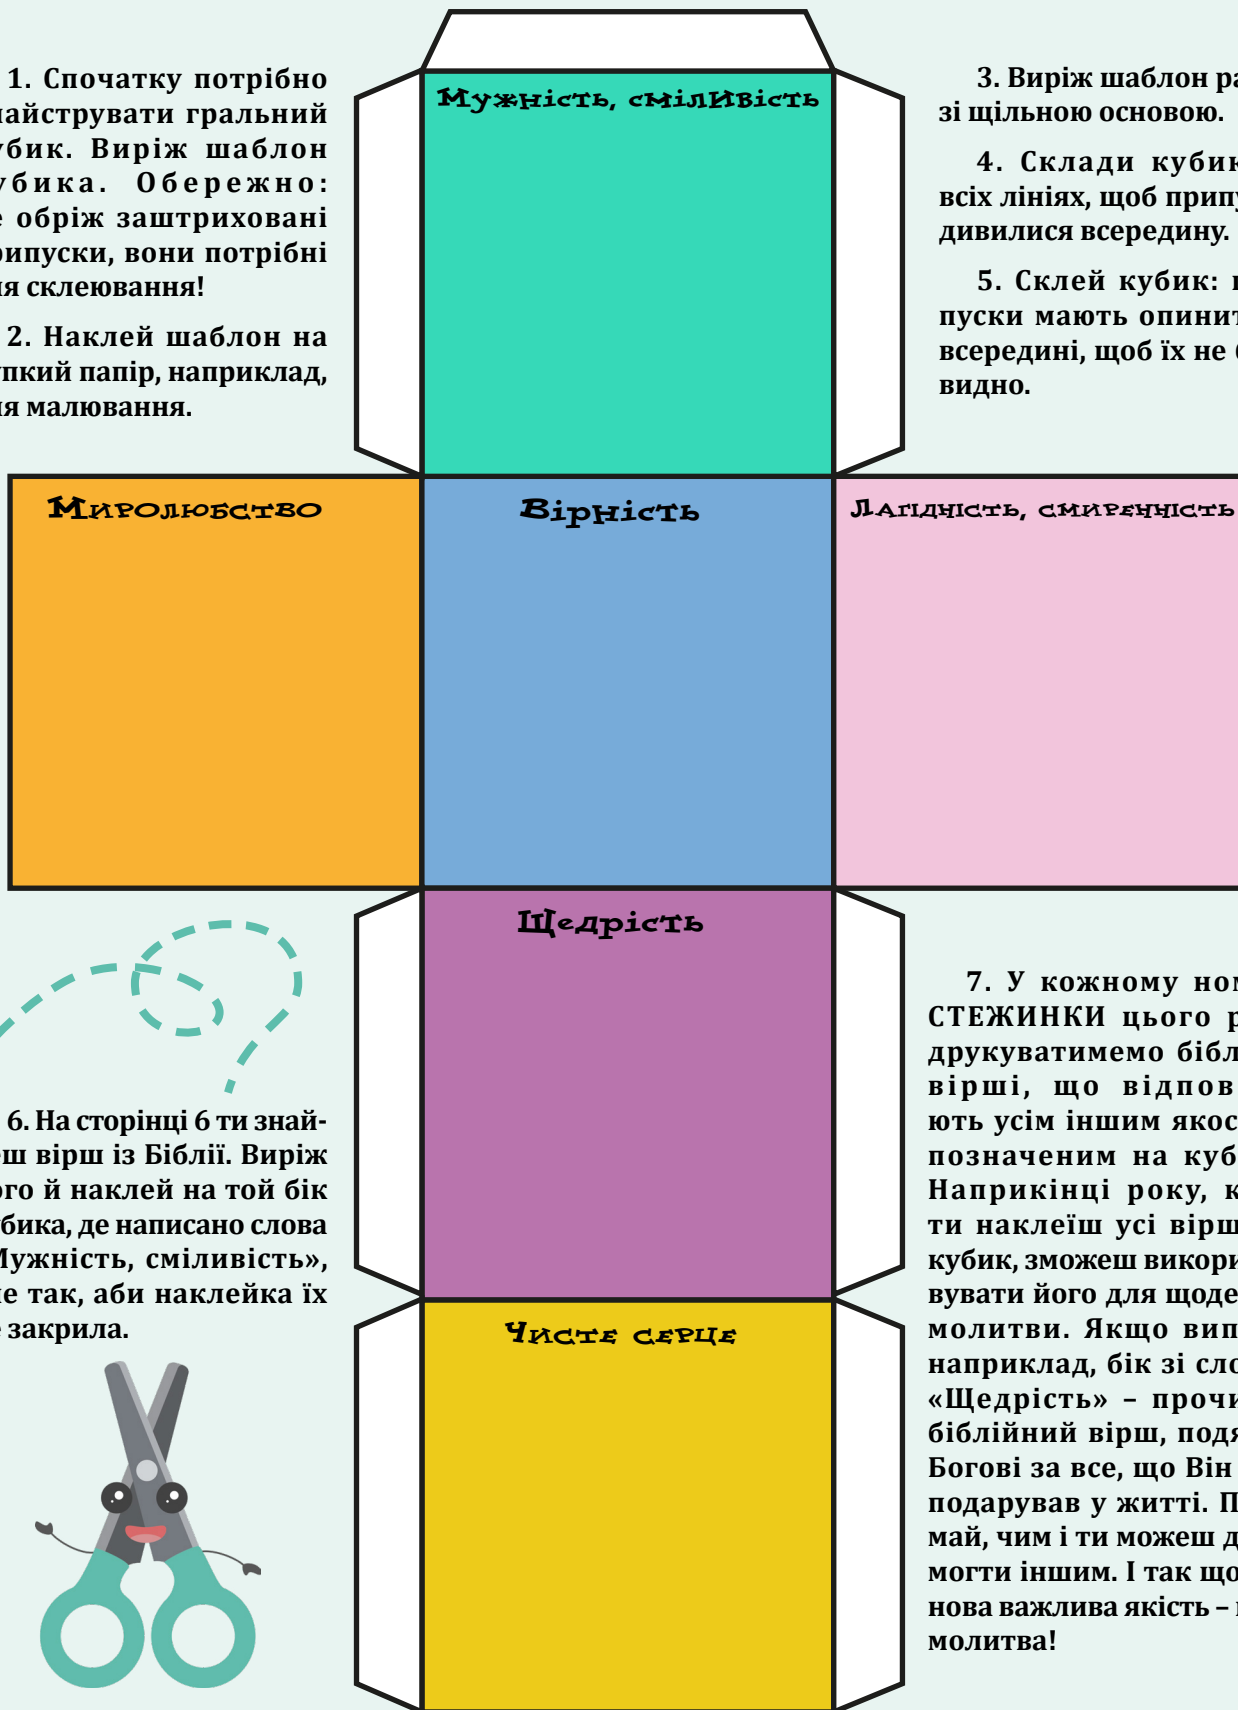 1. Спочатку потрібно
майструвати гральний
убик. Виріж шаблон
убика. Обережно:
е обріж заштриховані
рипуски, вони потрібні
ля склеювання!
2. Наклей шаблон на
упкий папір, наприклад,
ля малювання.
Мужність, сміливість
3. Виріж шаблон ра
зі щільною основою.
4. Склади кубик
всіх лініях, щоб припу
дивилися всередину.
5. Склей кубик:
пуски мають опинит
всередині, щоб їх не
видно.
Миролюбство
Вірність
Лагідність, смиренність
Щедрість
6. На сторінці 6 ти знай-
еш вірш із Біблії. Виріж
ого й наклей на той бік
убика, де написано слова
Мужність, сміливість»,
ле так, аби наклейка їх
е закрила.
Чисте серце
7. У кожному ном
СТЕЖИНКИ цього р
друкуватимемо біблі
вірші, що відпов
ють усім іншим якос
позначеним на куб
Наприкінці року, к
ти наклеїш усі вірш
кубик, зможеш викори
вувати його для щоде
молитви. Якщо вип
наприклад, бік зі сло
«Щедрість» – прочи
біблійний вірш, подя
Богові за все, що Він
подарував у житті. П
май, чим і ти можеш д
могти іншим. І так що
нова важлива якість –
молитва!